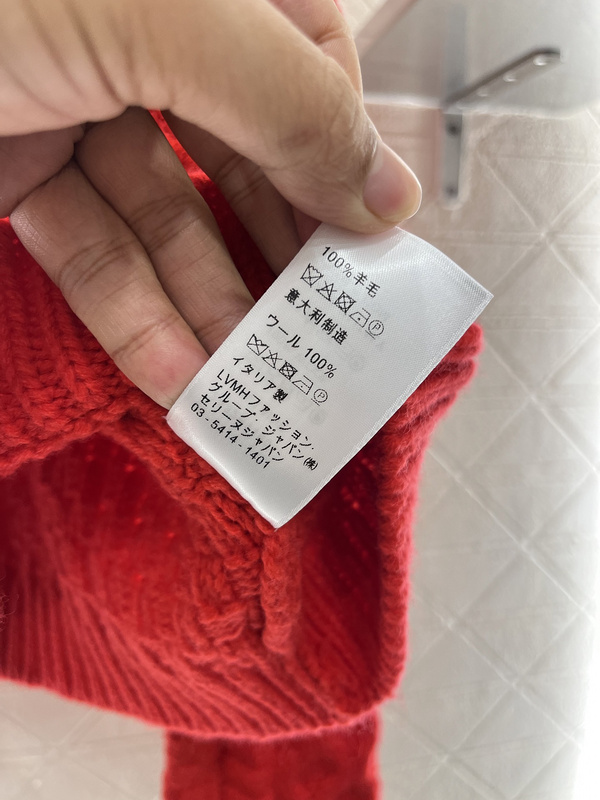 100%羊毛
P
意大利制造
ウール 100%
P
イタリア製
LVMHファッション.
グループ・ジャパン(株)
セリーヌジャパン
03-5414-1401